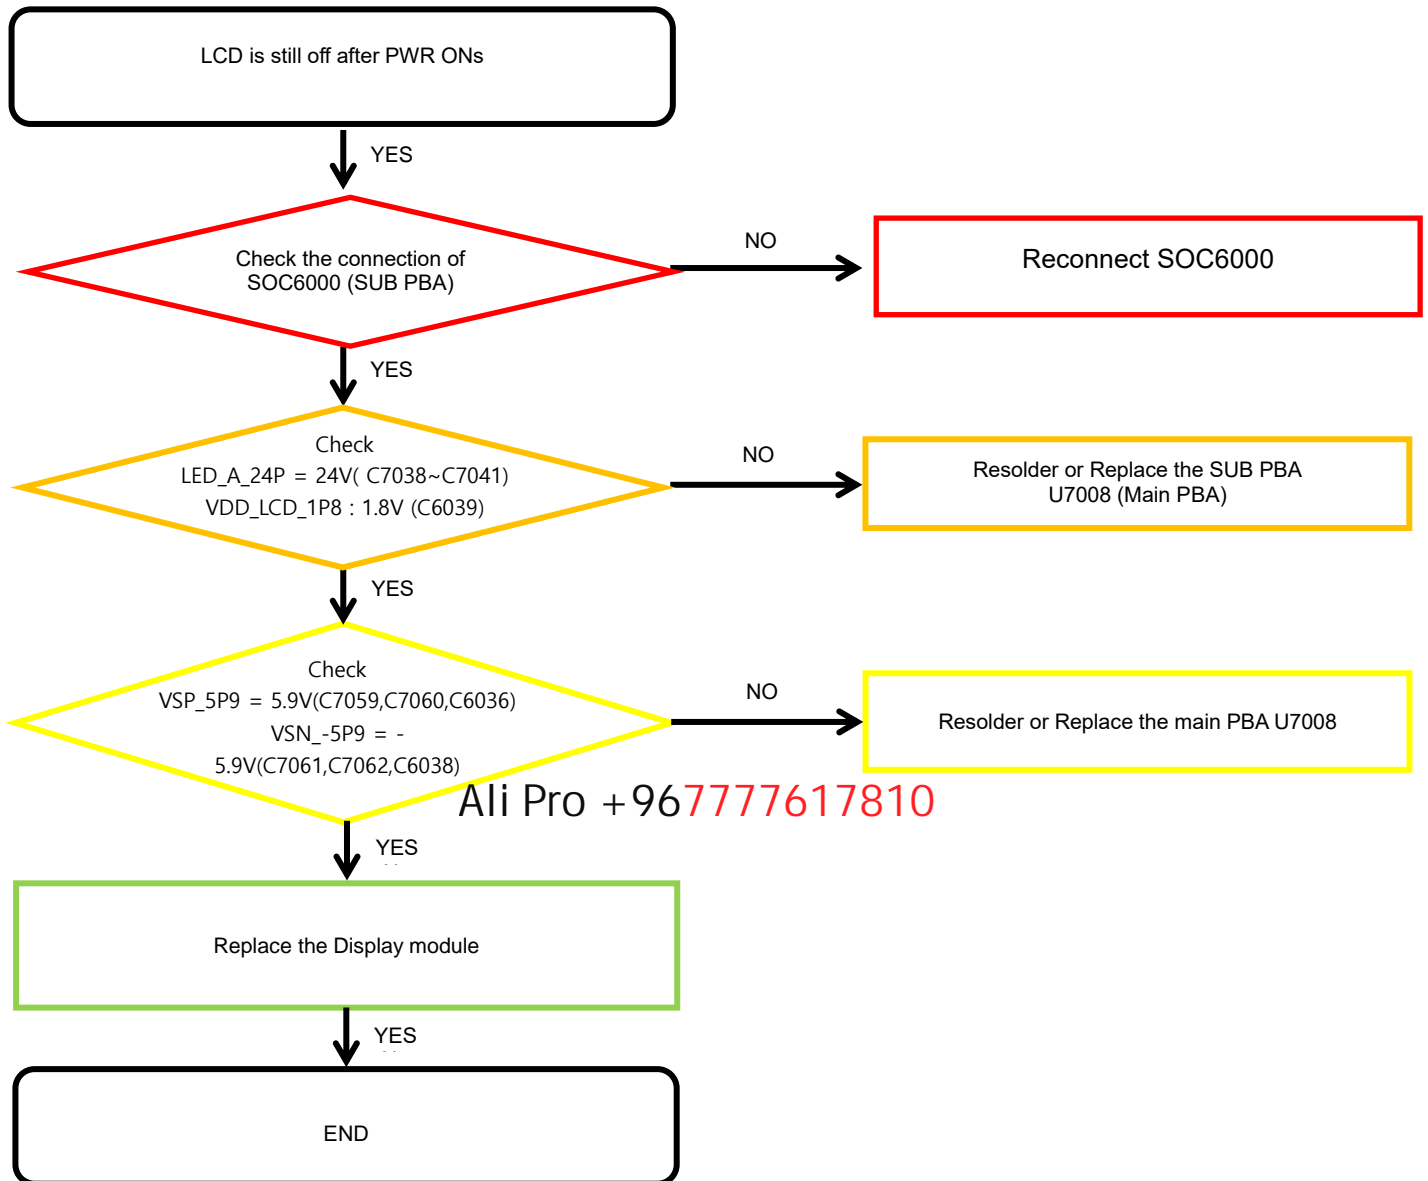 LCD is still off after PWR ONs
YES
Check the connection of
SOC6000 (SUB PBA)
NO
Reconnect SOC6000
YES
Check
LED_A_24P = 24V( C7038~C7041)
VDD_LCD_1P8 : 1.8V (C6039)
NO
Resolder or Replace the SUB PBA
U7008 (Main PBA)
YES
Check
VSP_5P9 = 5.9V(C7059,C7060,C6036)
VSN_-5P9 = -
5.9V(C7061,C7062,C6038)
NO
Resolder or Replace the main PBA U7008
Ali Pro +967777617810
YES
Replace the Display module
YES
END